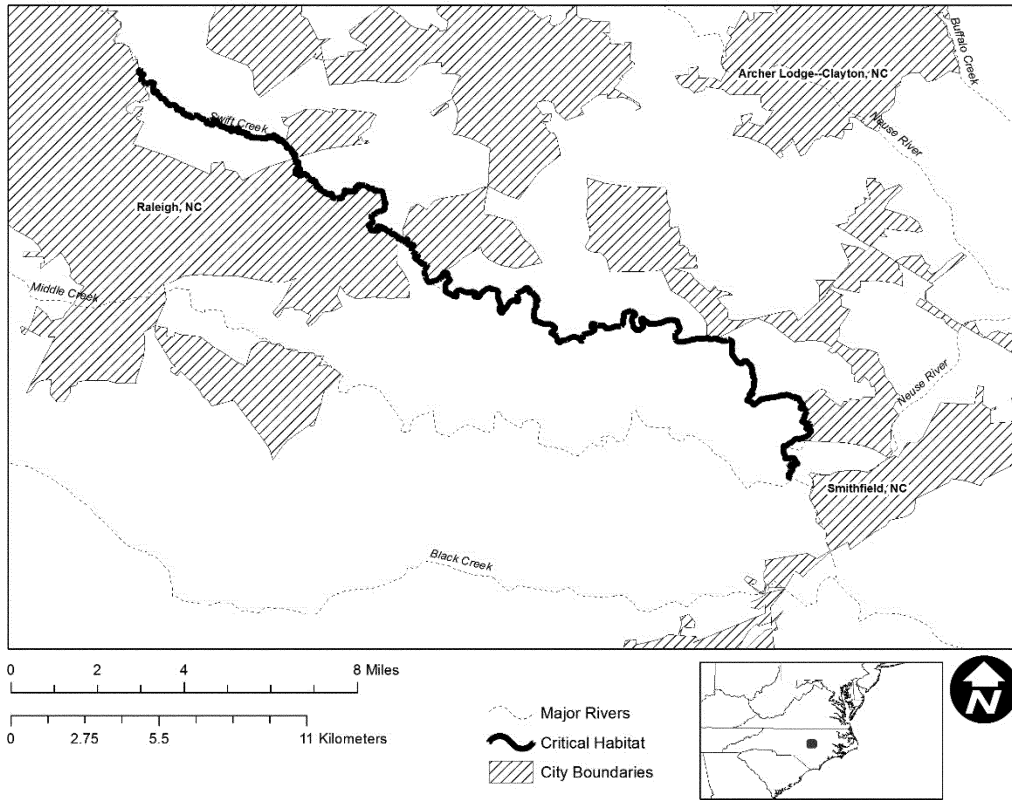 Buffalo Creek
Archer Lodge--Clayton, NC
Swift Creek
Neuse River
Raleigh, NC
Middle Creek
Neuse River
Smithfield, NC
Black Creek
0 2 4 8 Miles
0 2.75 5.5 11 Kilometers
Major Rivers
Critical Habitat
City Boundaries
N